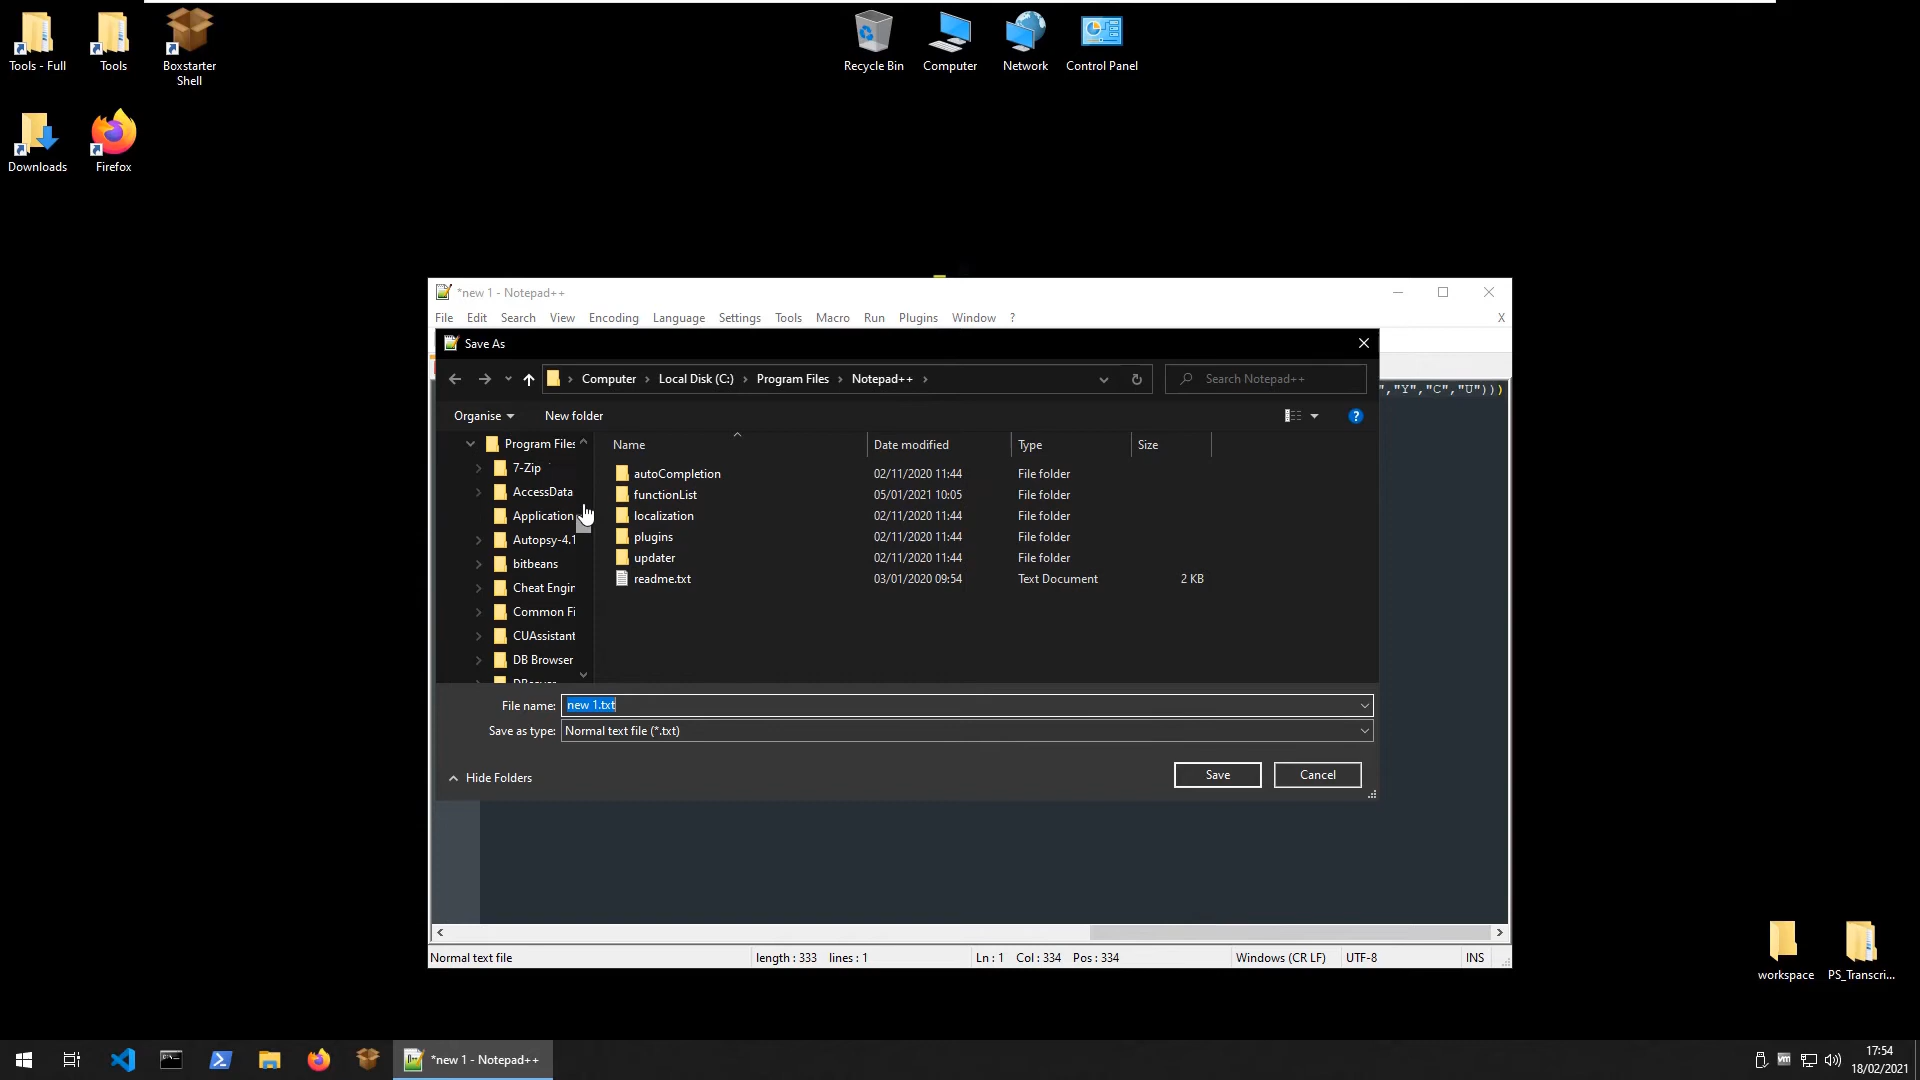 Tools - Full
Tools
Boxstarter
Shell
Recycle Bin
Computer
Network
Control Panel
Downloads
Firefox
*new 1 - Notepad++
File Edit Search View Encoding Language Settings Tools Macro Run Plugins Window ? X
Save As
Computer Local Disk (C:) Program Files Notepad++
Search Notepad++
Organise New folder
Name Date modified Type Size
","Y","C","U")))
Program Files
7-Zip
AccessData
Application
Autopsy-4.1
bitbeans
Cheat Engin
Common Fi
CUAssistant
DB Browser
autoCompletion 02/11/2020 11:44 File folder
functionList 05/01/2021 10:05 File folder
localization 02/11/2020 11:44 File folder
plugins 02/11/2020 11:44 File folder
updater 02/11/2020 11:44 File folder
readme.txt 03/01/2020 09:54 Text Document 2 KB
File name: new 1.txt
Save as type: Normal text file (*.txt)
Hide Folders
Save
Cancel
Normal text file length : 333 lines : 1 Ln : 1 Col : 334 Pos : 334 Windows (CR LF) UTF-8 INS
workspace
PS_Transcri...
*new 1 - Notepad++
17:54
18/02/2021